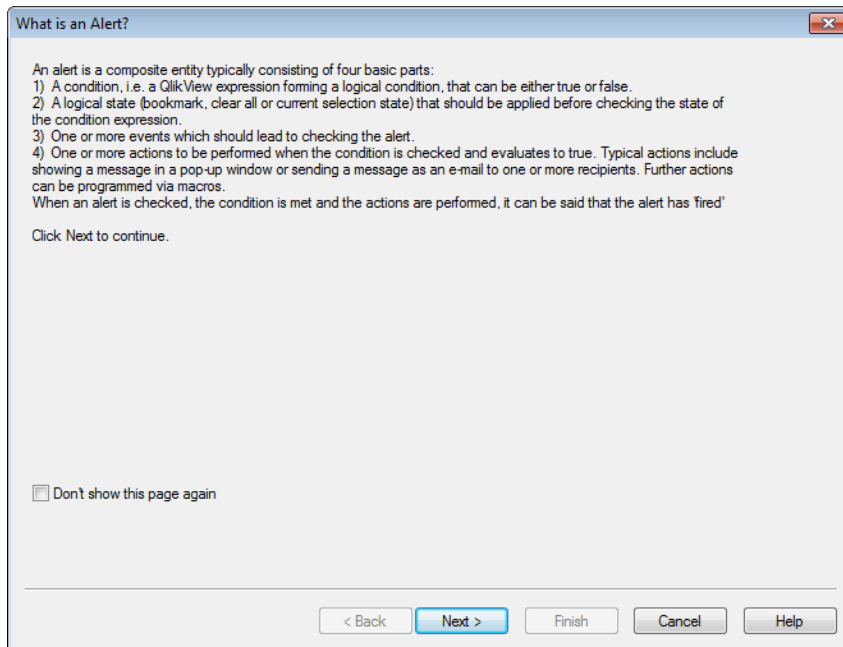 What is an Alert?
An alert is a composite entity typically consisting of four basic parts:
1) A condition, i.e. a QlikView expression forming a logical condition, that can be either true or false.
2) A logical state (bookmark, clear all or current selection state) that should be applied before checking the state of
the condition expression.
3) One or more events which should lead to checking the alert.
4) One or more actions to be performed when the condition is checked and evaluates to true. Typical actions include
showing a message in a pop-up window or sending a message as an e-mail to one or more recipients. Further actions
can be programmed via macros.
When an alert is checked, the condition is met and the actions are performed, it can be said that the alert has 'fired'
Click Next to continue.
Don't show this page again
< Back Next > Finish Cancel Help